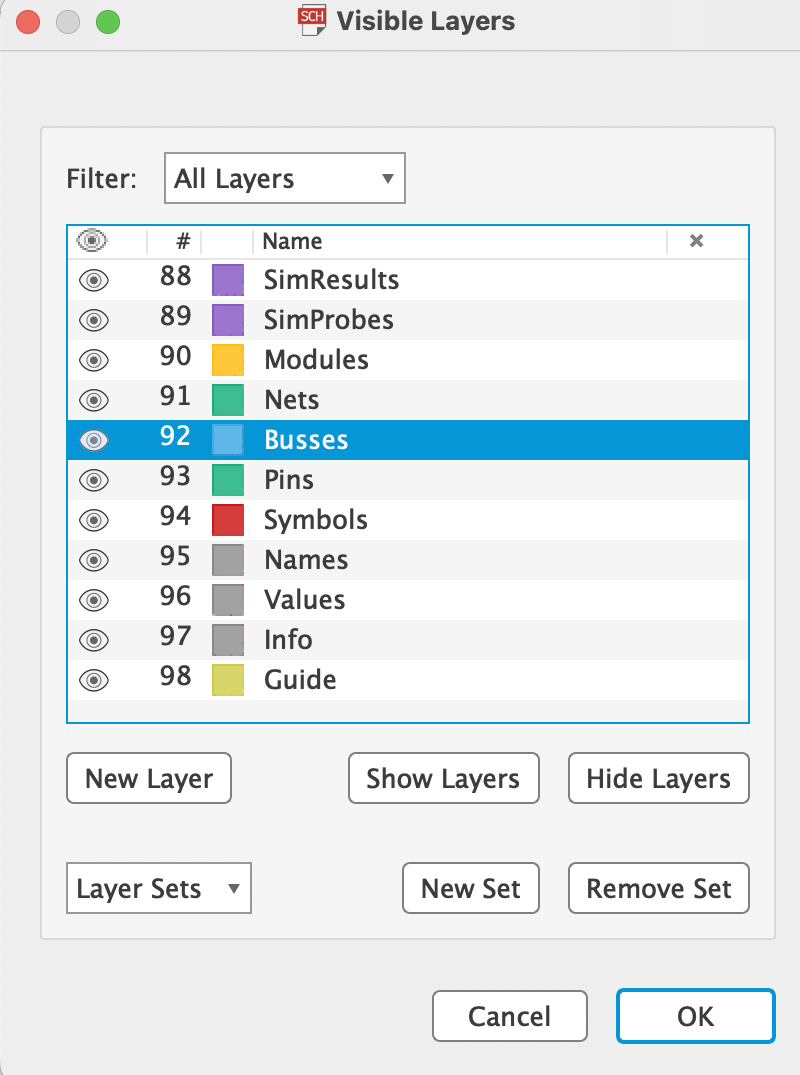 SCH Visible Layers
Filter: All Layers
# Name ×
88 SimResults
89 SimProbes
90 Modules
91 Nets
92 Busses
93 Pins
94 Symbols
95 Names
96 Values
97 Info
98 Guide
New Layer Show Layers Hide Layers
Layer Sets New Set Remove Set
Cancel OK